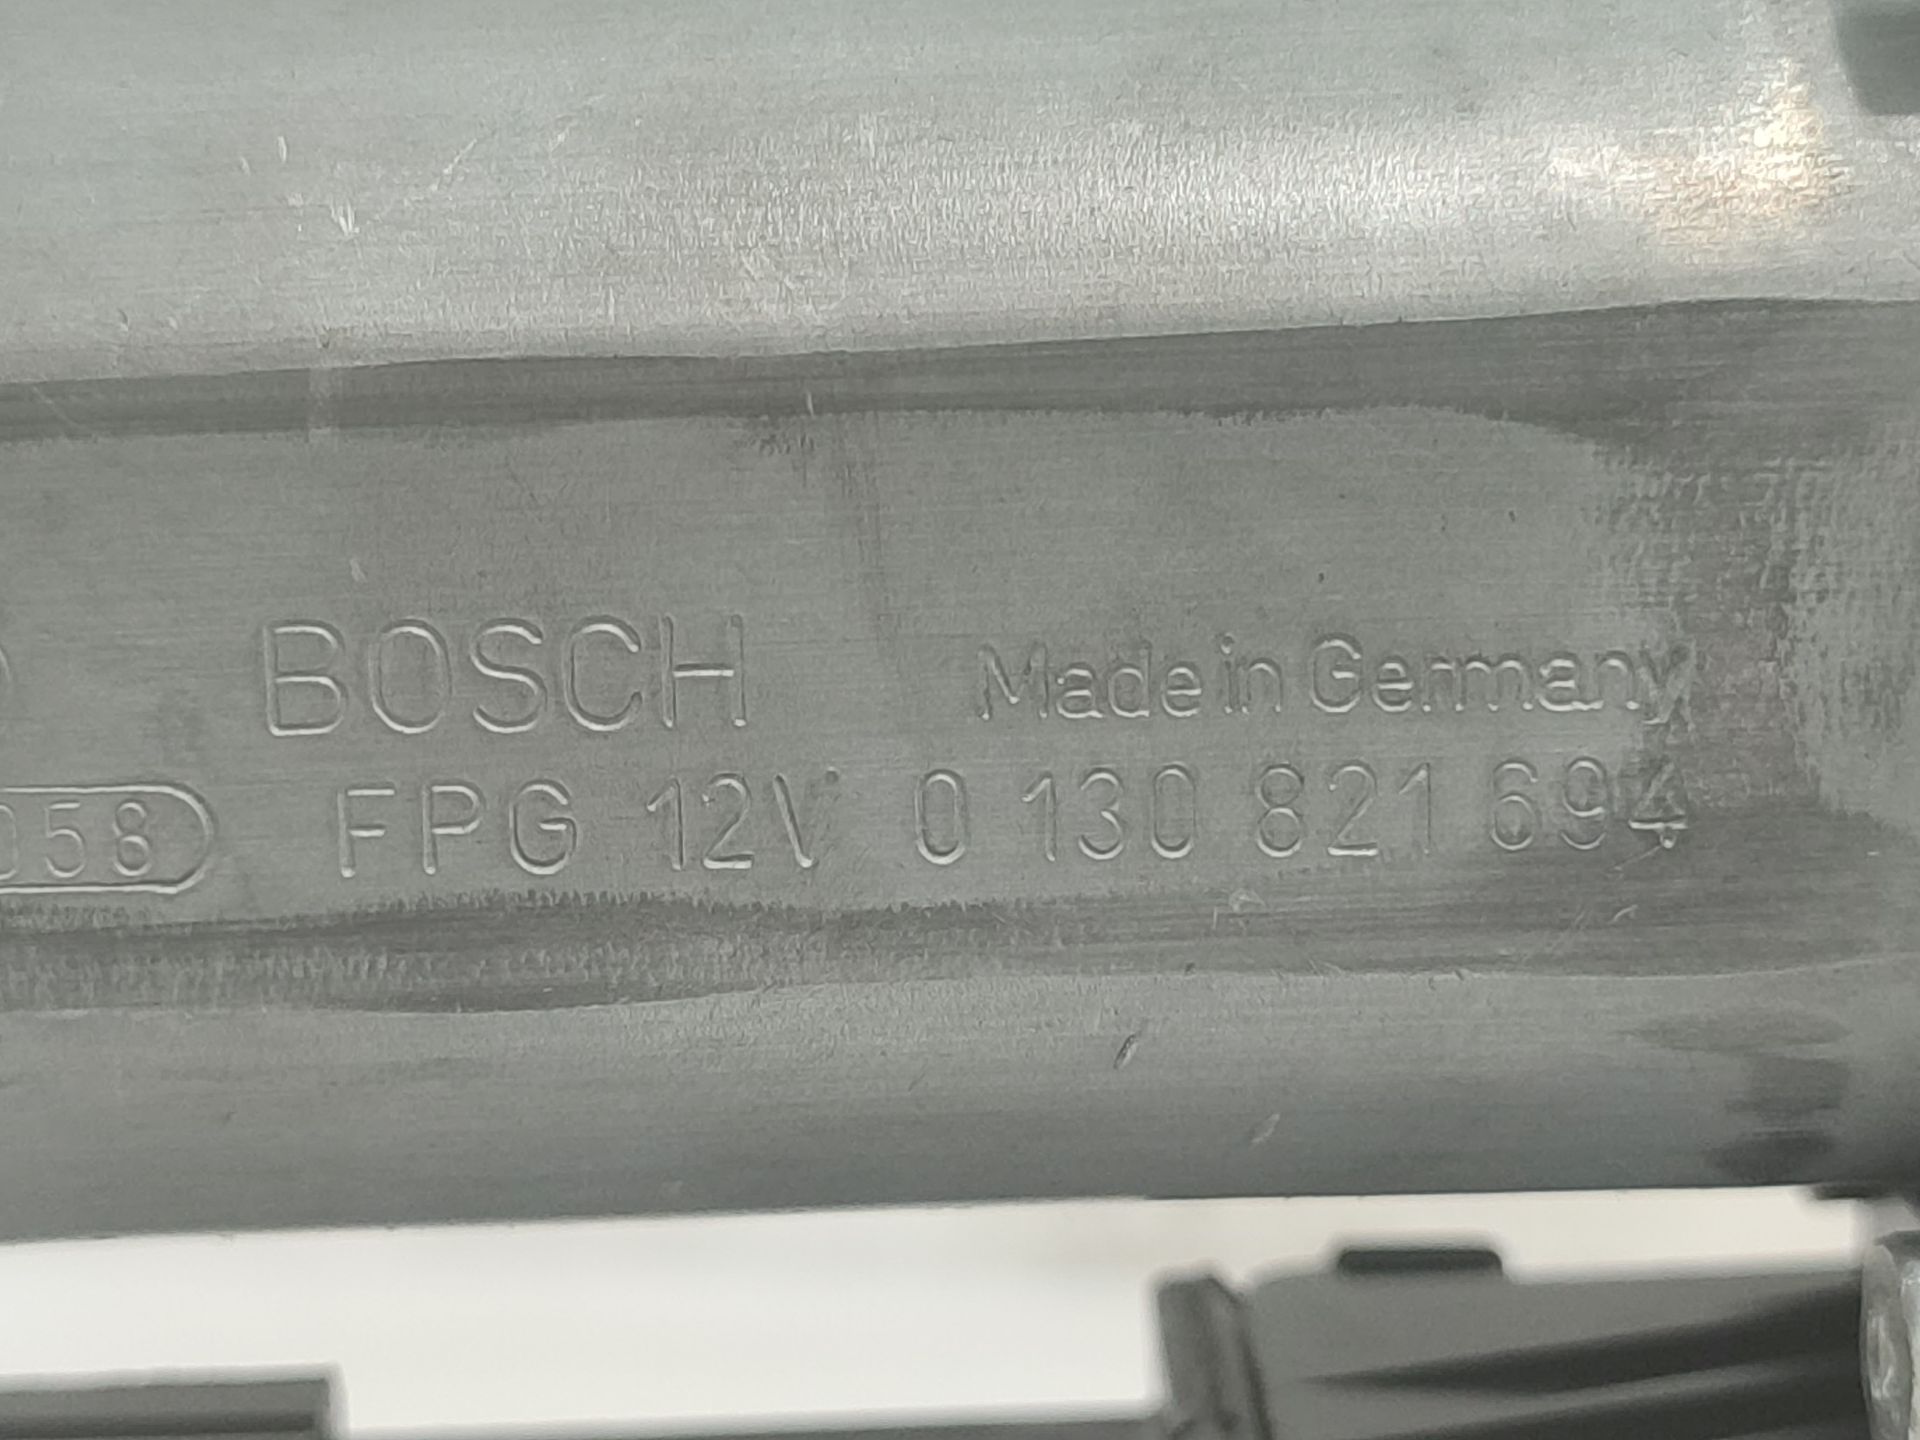 BOSCH Made in Germany
058 FPG 12V 0 130 821 694